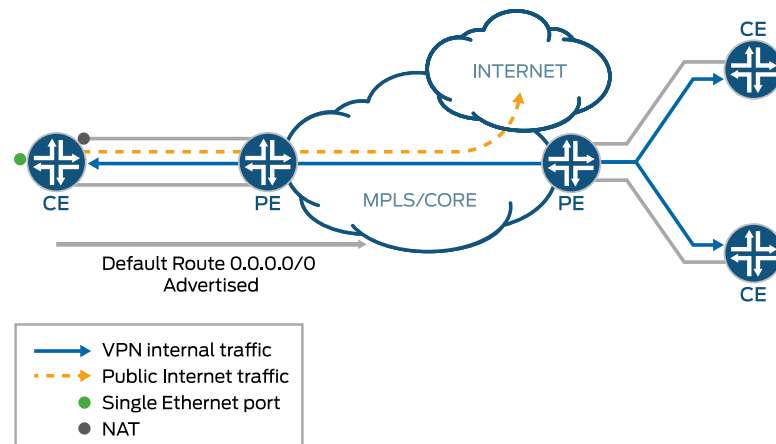 CE
INTERNET
CE
PE
MPLS/CORE
PE
Default Route 0.0.0.0/0
Advertised
CE
VPN internal traffic
Public Internet traffic
Single Ethernet port
NAT